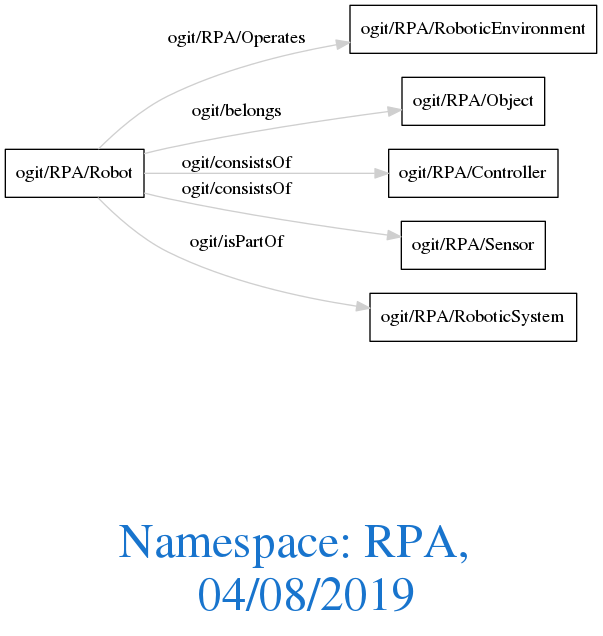 ogit/RPA/Operates
ogit/RPA/RoboticEnvironment
ogit/belongs
ogit/RPA/Object
ogit/RPA/Robot
ogit/consistsOf
ogit/RPA/Controller
ogit/consistsOf
ogit/RPA/Sensor
ogit/isPartOf
ogit/RPA/RoboticSystem
Namespace: RPA,
04/08/2019